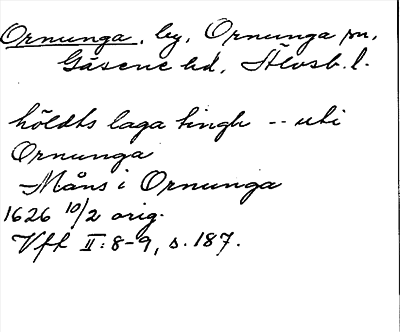 Ornunga, by, Ornunga sn,
Gäsene hd, Älvsb. l.
höldts laga tingh -- uti
Ornunga
Måns i Ornunga
1626 10/2 orig.
Vff II: 8-9, s. 187.